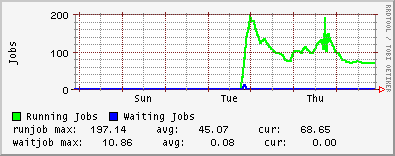 Jobs
200
100
0
Sun
Tue
Thu
RRDTOOL / TOBI OETIKER
Running Jobs
Waiting Jobs
runjob max: 197.14 avg: 45.07 cur: 68.65
waitjob max: 10.86 avg: 0.08 cur: 0.00